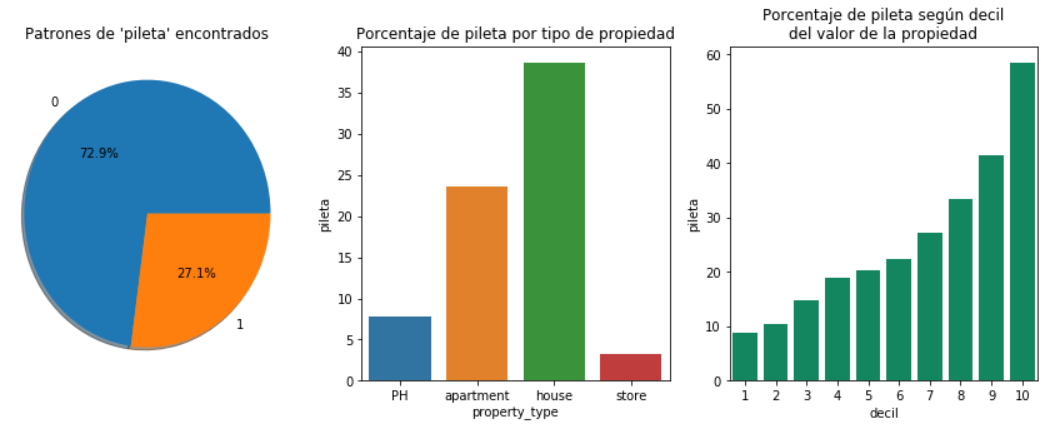 Patrones de 'pileta' encontrados
0
72.9%
27.1%
1
Porcentaje de pileta por tipo de propiedad
40
35
30
25
20
15
10
5
0
pileta
PH apartment house store
property_type
Porcentaje de pileta según decil
del valor de la propiedad
60
50
40
30
20
10
0
pileta
1 2 3 4 5 6 7 8 9 10
decil